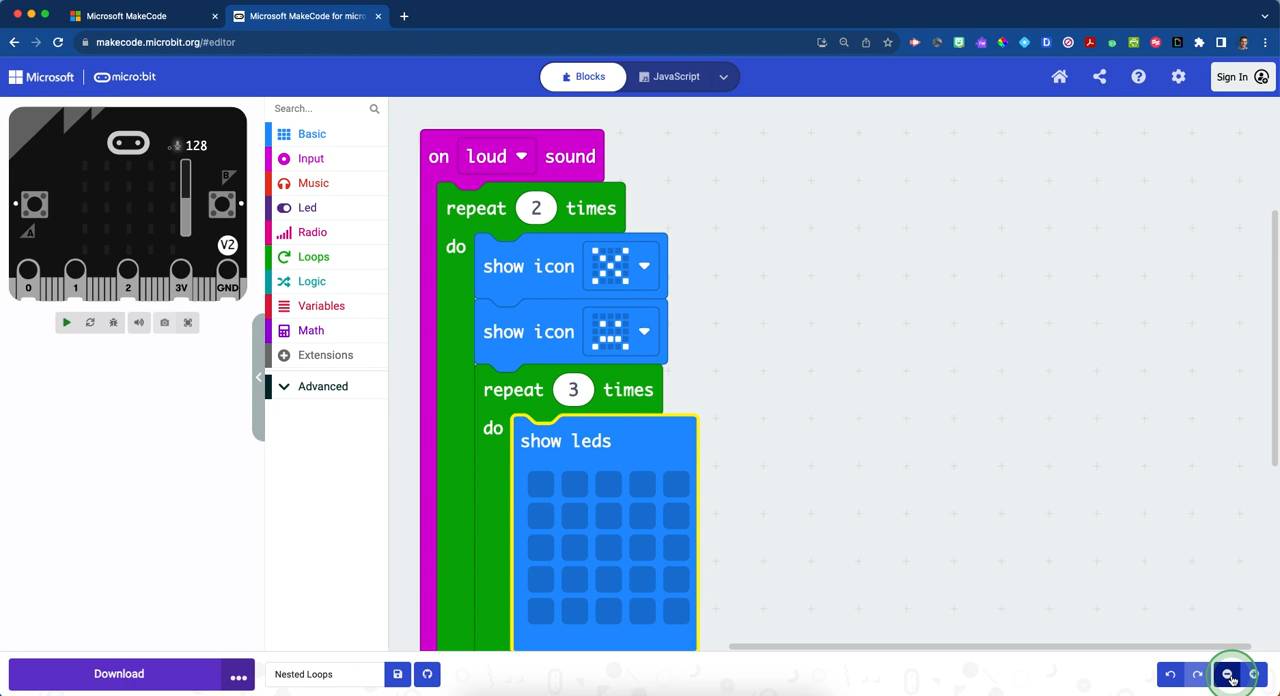 Microsoft MakeCode
Microsoft MakeCode for micro
makecode.microbit.org/#editor
Microsoft
micro:bit
Blocks
JavaScript
Sign In
128
B
A
V2
0 1 2 3V GND
Search...
Basic
Input
Music
Led
Radio
Loops
Logic
Variables
Math
Extensions
Advanced
on loud sound
repeat 2 times
do
show icon
show icon
repeat 3 times
do
show leds
Download
Nested Loops